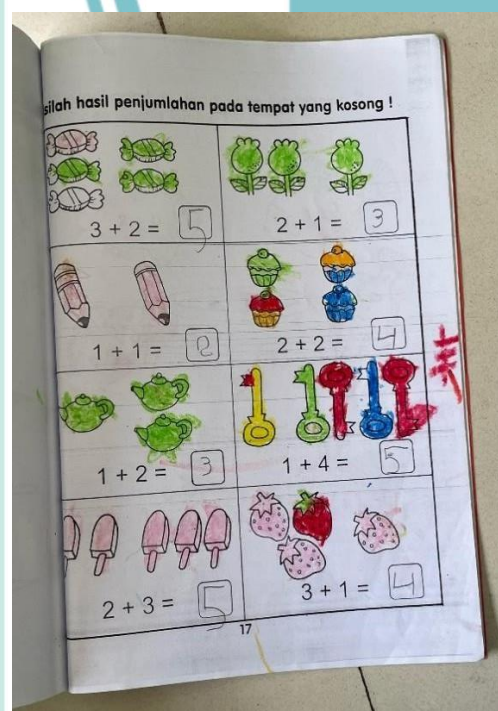 silah hasil penjumlahan pada tempat yang kosong !
3 + 2 = 5
2 + 1 = 3
1 + 1 = 2
2 + 2 = 4
1 + 2 = 3
1 + 4 = 5
2 + 3 = 5
3 + 1 = 4
17